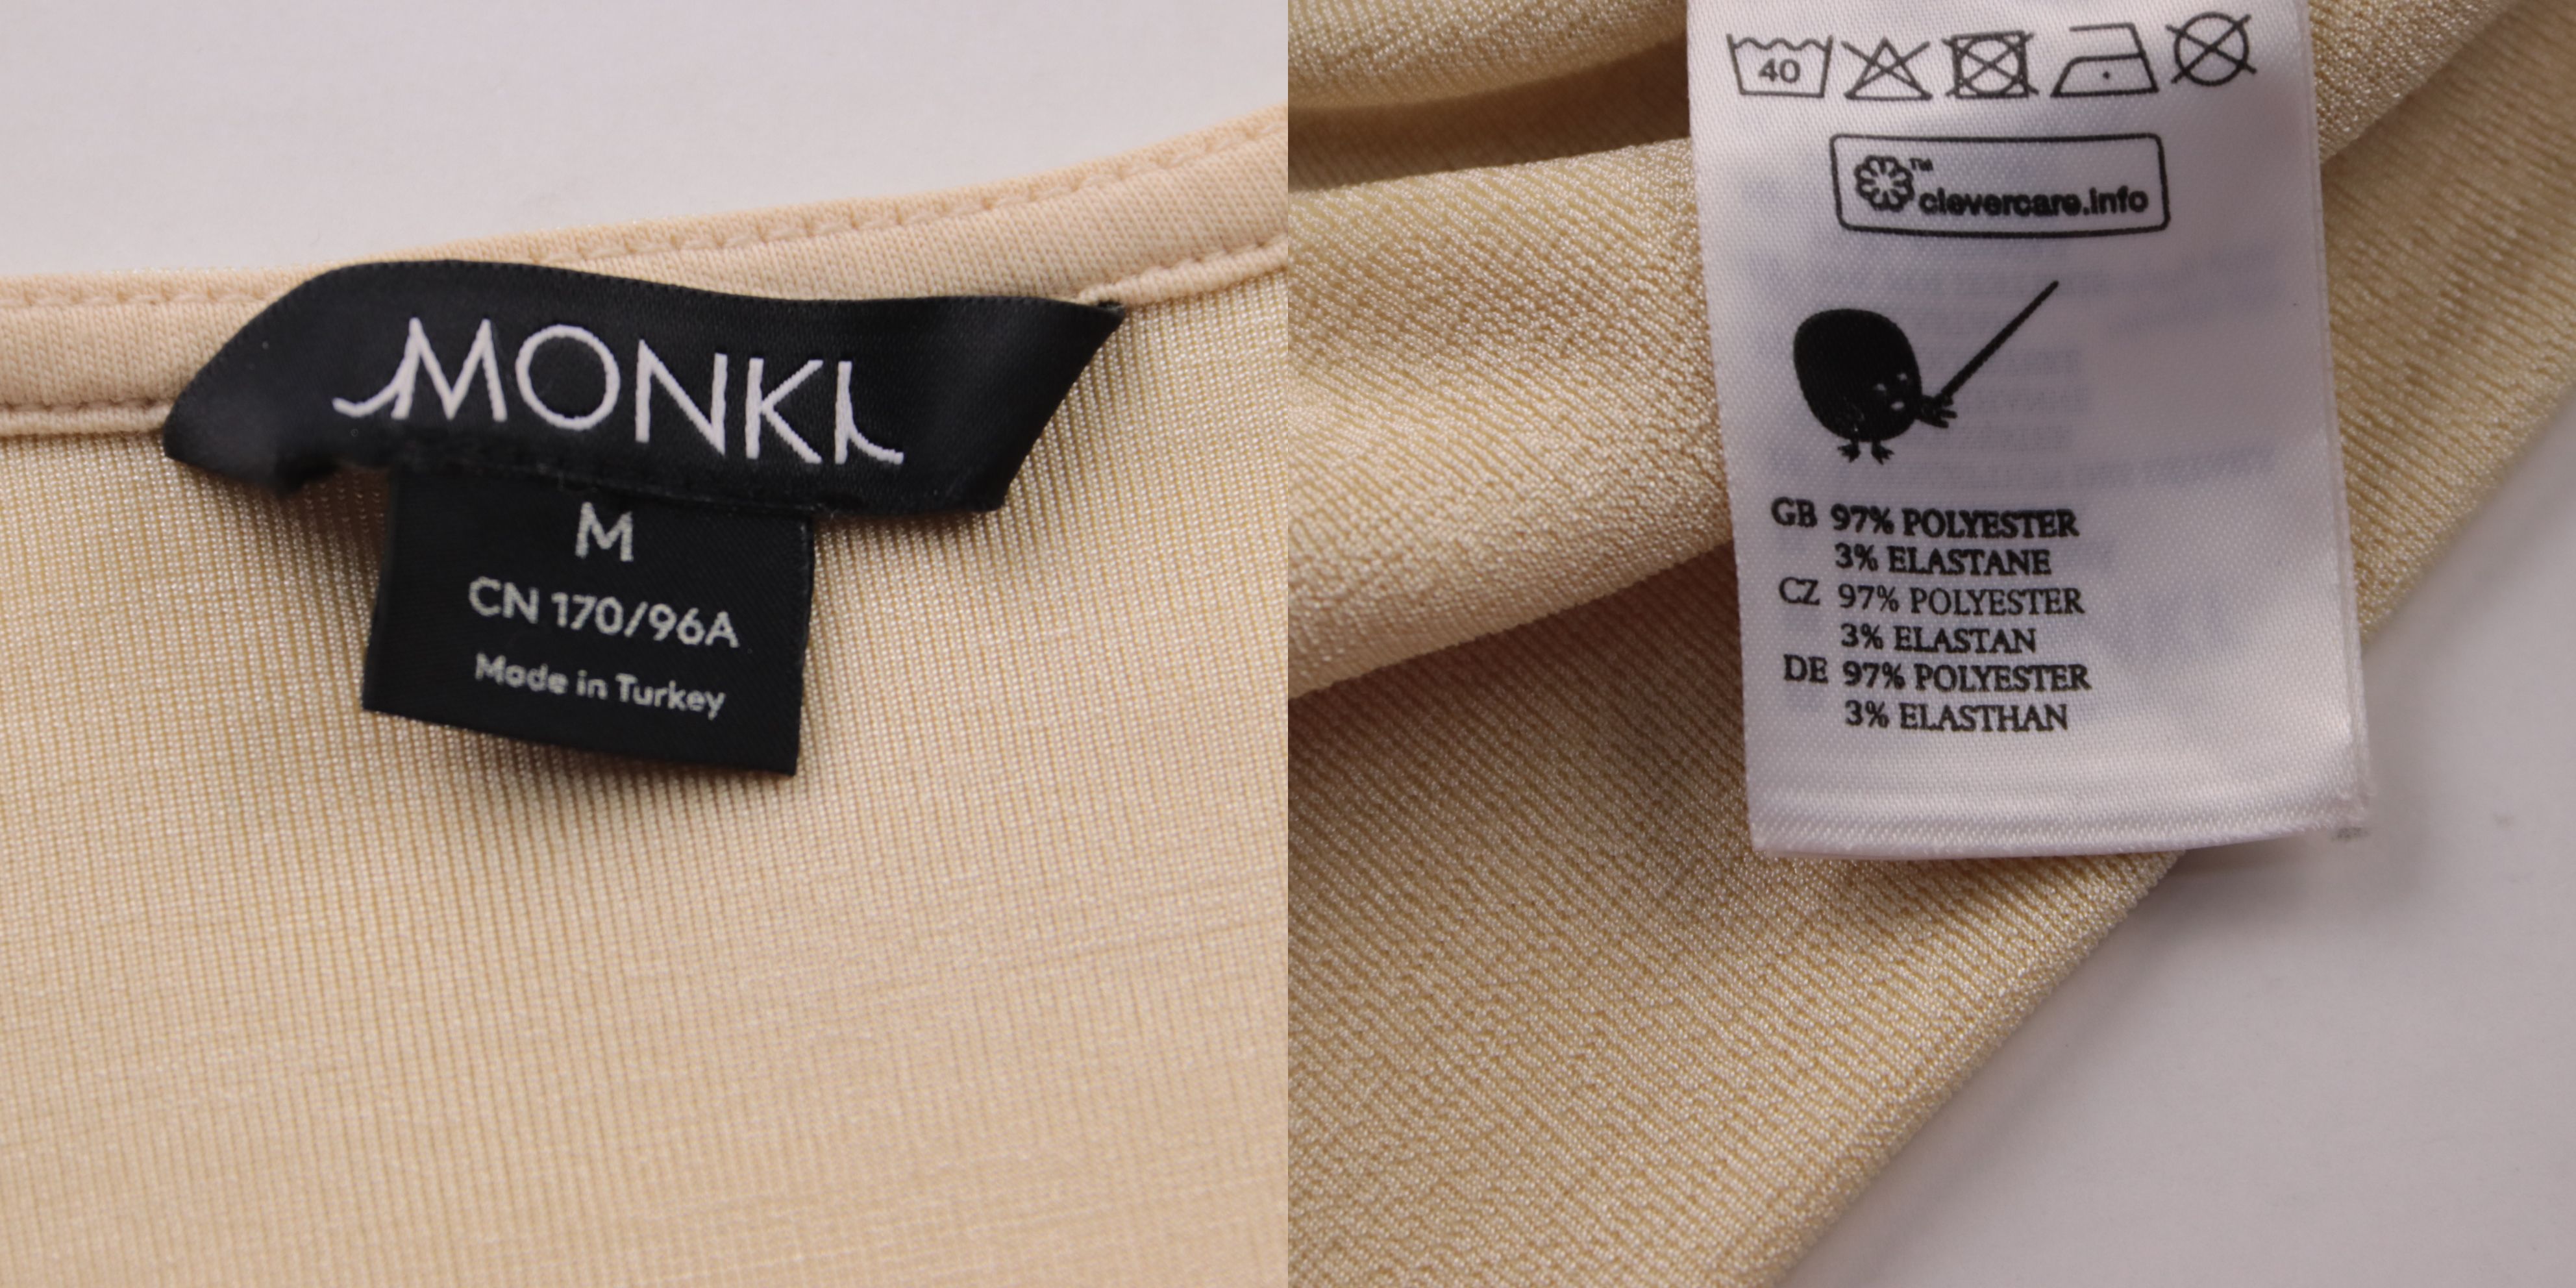 MONKI
M
CN 170/96A
Made in Turkey
40
TM
clevercare.info
GB 97% POLYESTER
3% ELASTANE
CZ 97% POLYESTER
3% ELASTAN
DE 97% POLYESTER
3% ELASTHAN